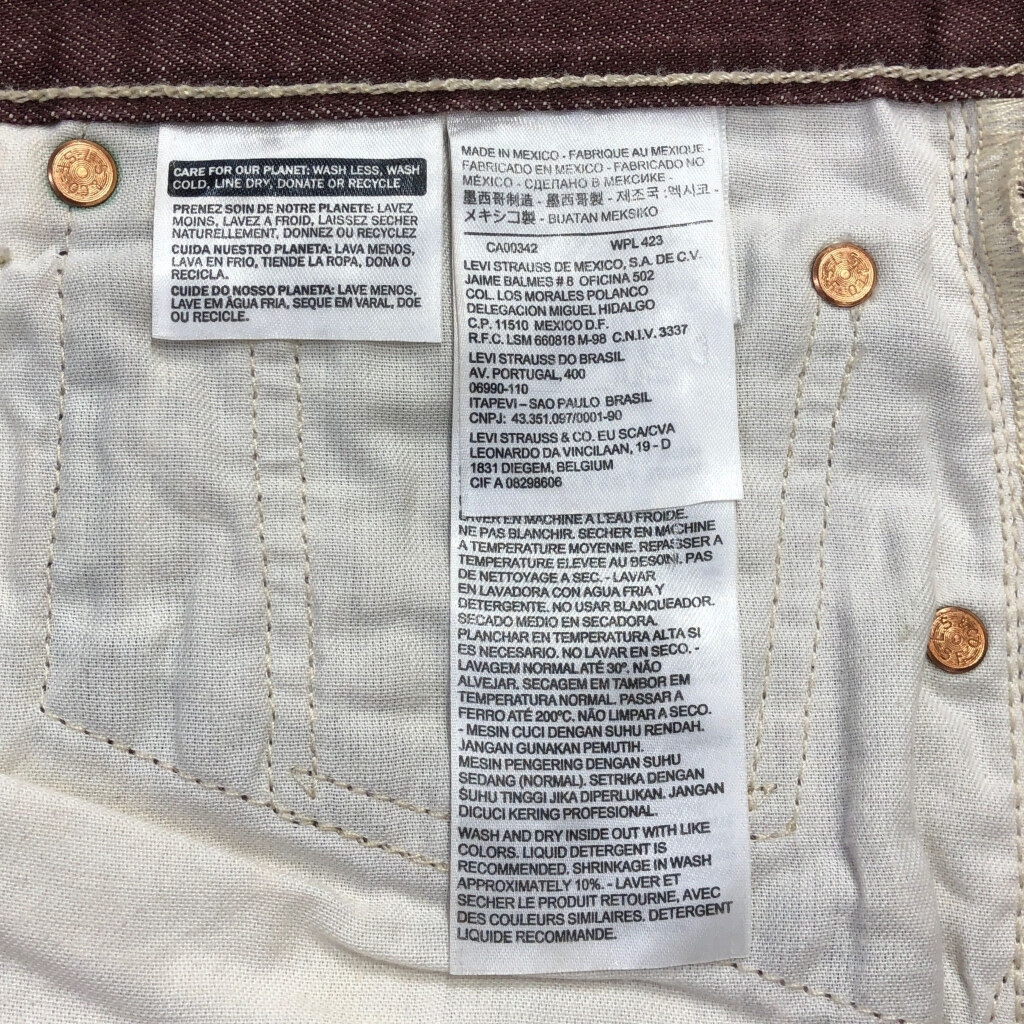 CARE FOR OUR PLANET: WASH LESS, WASH
COLD, LINE DRY, DONATE OR RECYCLE
PRENEZ SOIN DE NOTRE PLANETE: LAVEZ
MOINS, LAVEZ A FROID, LAISSEZ SECHER
NATURELLEMENT, DONNEZ OU RECYCLEZ
CUIDA NUESTRO PLANETA: LAVA MENOS,
LAVA EN FRIO, TIENDE LA ROPA, DONA O
RECICLA.
CUIDE DO NOSSO PLANETA: LAVE MENOS,
LAVE EM ÁGUA FRIA, SEQUE EM VARAL, DOE
OU RECICLE.
MADE IN MEXICO - FABRIQUE AU MEXIQUE -
FABRICADO EN MEXICO - FABRICADO NO
MÉXICO - СДЕЛАНО В МЕКСИКЕ -
墨西哥制造 - 墨西哥製 - 제조국 :멕시코 -
メキシコ製 - BUATAN MEKSIKO
CA00342 WPL 423
LEVI STRAUSS DE MEXICO, S.A. DE C.V.
JAIME BALMES # 8 OFICINA 502
COL. LOS MORALES POLANCO
DELEGACION MIGUEL HIDALGO
C.P. 11510 MEXICO D.F.
R.F.C. LSM 660818 M-98 C.N.I.V. 3337
LEVI STRAUSS DO BRASIL
AV. PORTUGAL, 400
06990-110
ITAPEVI – SAO PAULO BRASIL
CNPJ: 43.351.097/0001-90
LEVI STRAUSS & CO. EU SCA/CVA
LEONARDO DA VINCILAAN, 19 - D
1831 DIEGEM, BELGIUM
CIF A 08298606
LAVER EN MACHINE A L'EAU FROIDE.
NE PAS BLANCHIR. SECHER EN MACHINE
A TEMPERATURE MOYENNE. REPASSER A
TEMPERATURE ELEVEE AU BESOIN. PAS
DE NETTOYAGE A SEC. - LAVAR
EN LAVADORA CON AGUA FRIA Y
DETERGENTE. NO USAR BLANQUEADOR.
SECADO MEDIO EN SECADORA.
PLANCHAR EN TEMPERATURA ALTA SI
ES NECESARIO. NO LAVAR EN SECO. -
LAVAGEM NORMAL ATÉ 30º. NÃO
ALVEJAR. SECAGEM EM TAMBOR EM
TEMPERATURA NORMAL. PASSAR A
FERRO ATÉ 200ºC. NÃO LIMPAR A SECO.
- MESIN CUCI DENGAN SUHU RENDAH.
JANGAN GUNAKAN PEMUTIH.
MESIN PENGERING DENGAN SUHU
SEDANG (NORMAL). SETRIKA DENGAN
SUHU TINGGI JIKA DIPERLUKAN. JANGAN
DICUCI KERING PROFESIONAL.
WASH AND DRY INSIDE OUT WITH LIKE
COLORS. LIQUID DETERGENT IS
RECOMMENDED. SHRINKAGE IN WASH
APPROXIMATELY 10%. - LAVER ET
SECHER LE PRODUIT RETOURNE, AVEC
DES COULEURS SIMILAIRES. DETERGENT
LIQUIDE RECOMMANDE.